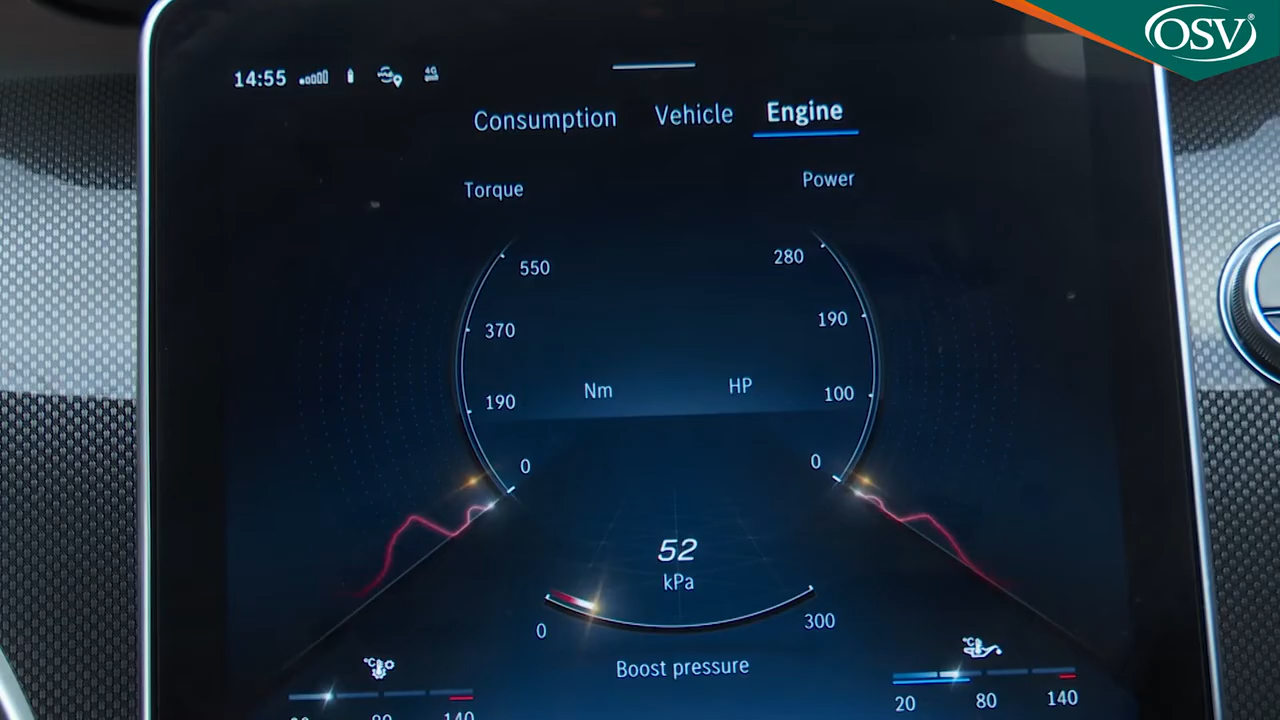 OSV®
14:55
4G
Consumption Vehicle Engine
Torque
Power
550
370
190
0
Nm
280
190
100
0
HP
52
kPa
0
300
Boost pressure
°C
80
140
°C
20
80
140